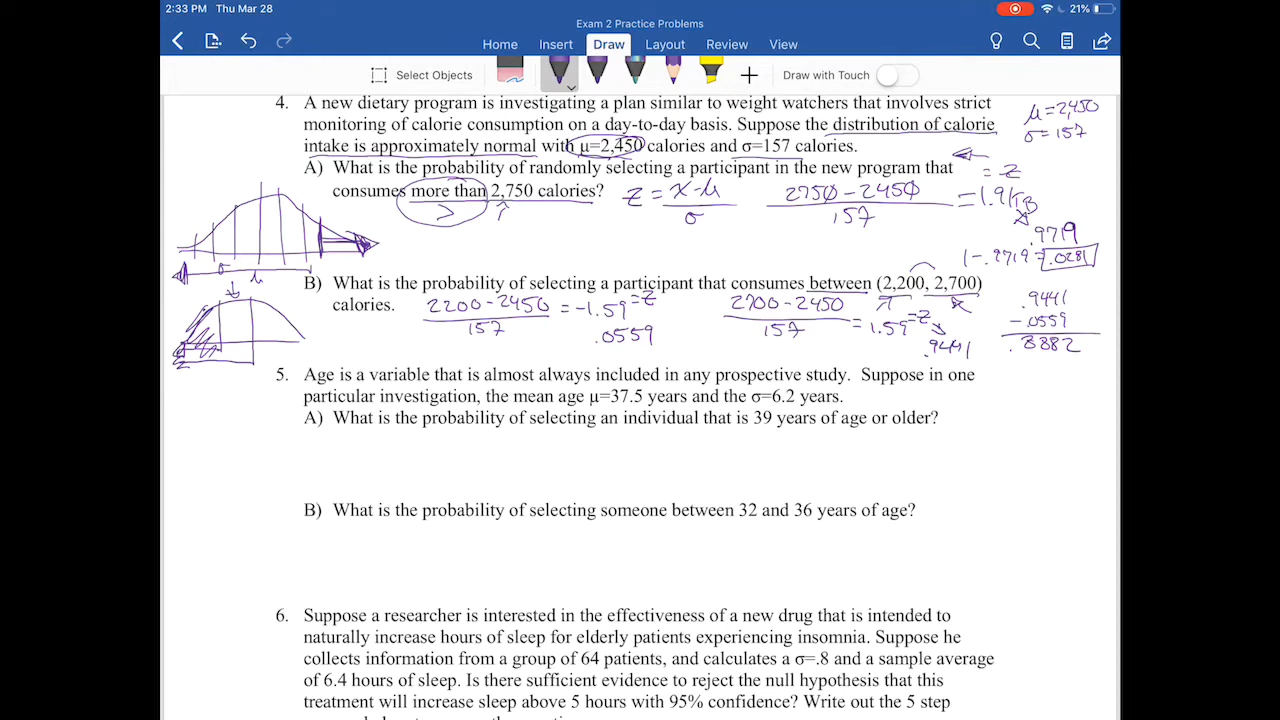 2:33 PM Thu Mar 28
21%
Exam 2 Practice Problems
Home Insert Draw Layout Review View
Select Objects
Draw with Touch
4. A new dietary program is investigating a plan similar to weight watchers that involves strict
monitoring of calorie consumption on a day-to-day basis. Suppose the distribution of calorie
intake is approximately normal with μ=2,450 calories and σ=157 calories.
μ=2,450
σ=157
A) What is the probability of randomly selecting a participant in the new program that
consumes more than 2,750 calories?
>
z = x-μ
σ
2750-2450
157
= z
= 1.91
.9719
1-.9719=.0281
σ
μ
B) What is the probability of selecting a participant that consumes between (2,200, 2,700)
calories.
2200-2450
157
= -1.59 = z
.0559
2700-2450
157
= 1.59 = z
.9441
.9441
-.0559
.8882
5. Age is a variable that is almost always included in any prospective study. Suppose in one
particular investigation, the mean age μ=37.5 years and the σ=6.2 years.
A) What is the probability of selecting an individual that is 39 years of age or older?
B) What is the probability of selecting someone between 32 and 36 years of age?
6. Suppose a researcher is interested in the effectiveness of a new drug that is intended to
naturally increase hours of sleep for elderly patients experiencing insomnia. Suppose he
collects information from a group of 64 patients, and calculates a σ=.8 and a sample average
of 6.4 hours of sleep. Is there sufficient evidence to reject the null hypothesis that this
treatment will increase sleep above 5 hours with 95% confidence? Write out the 5 step